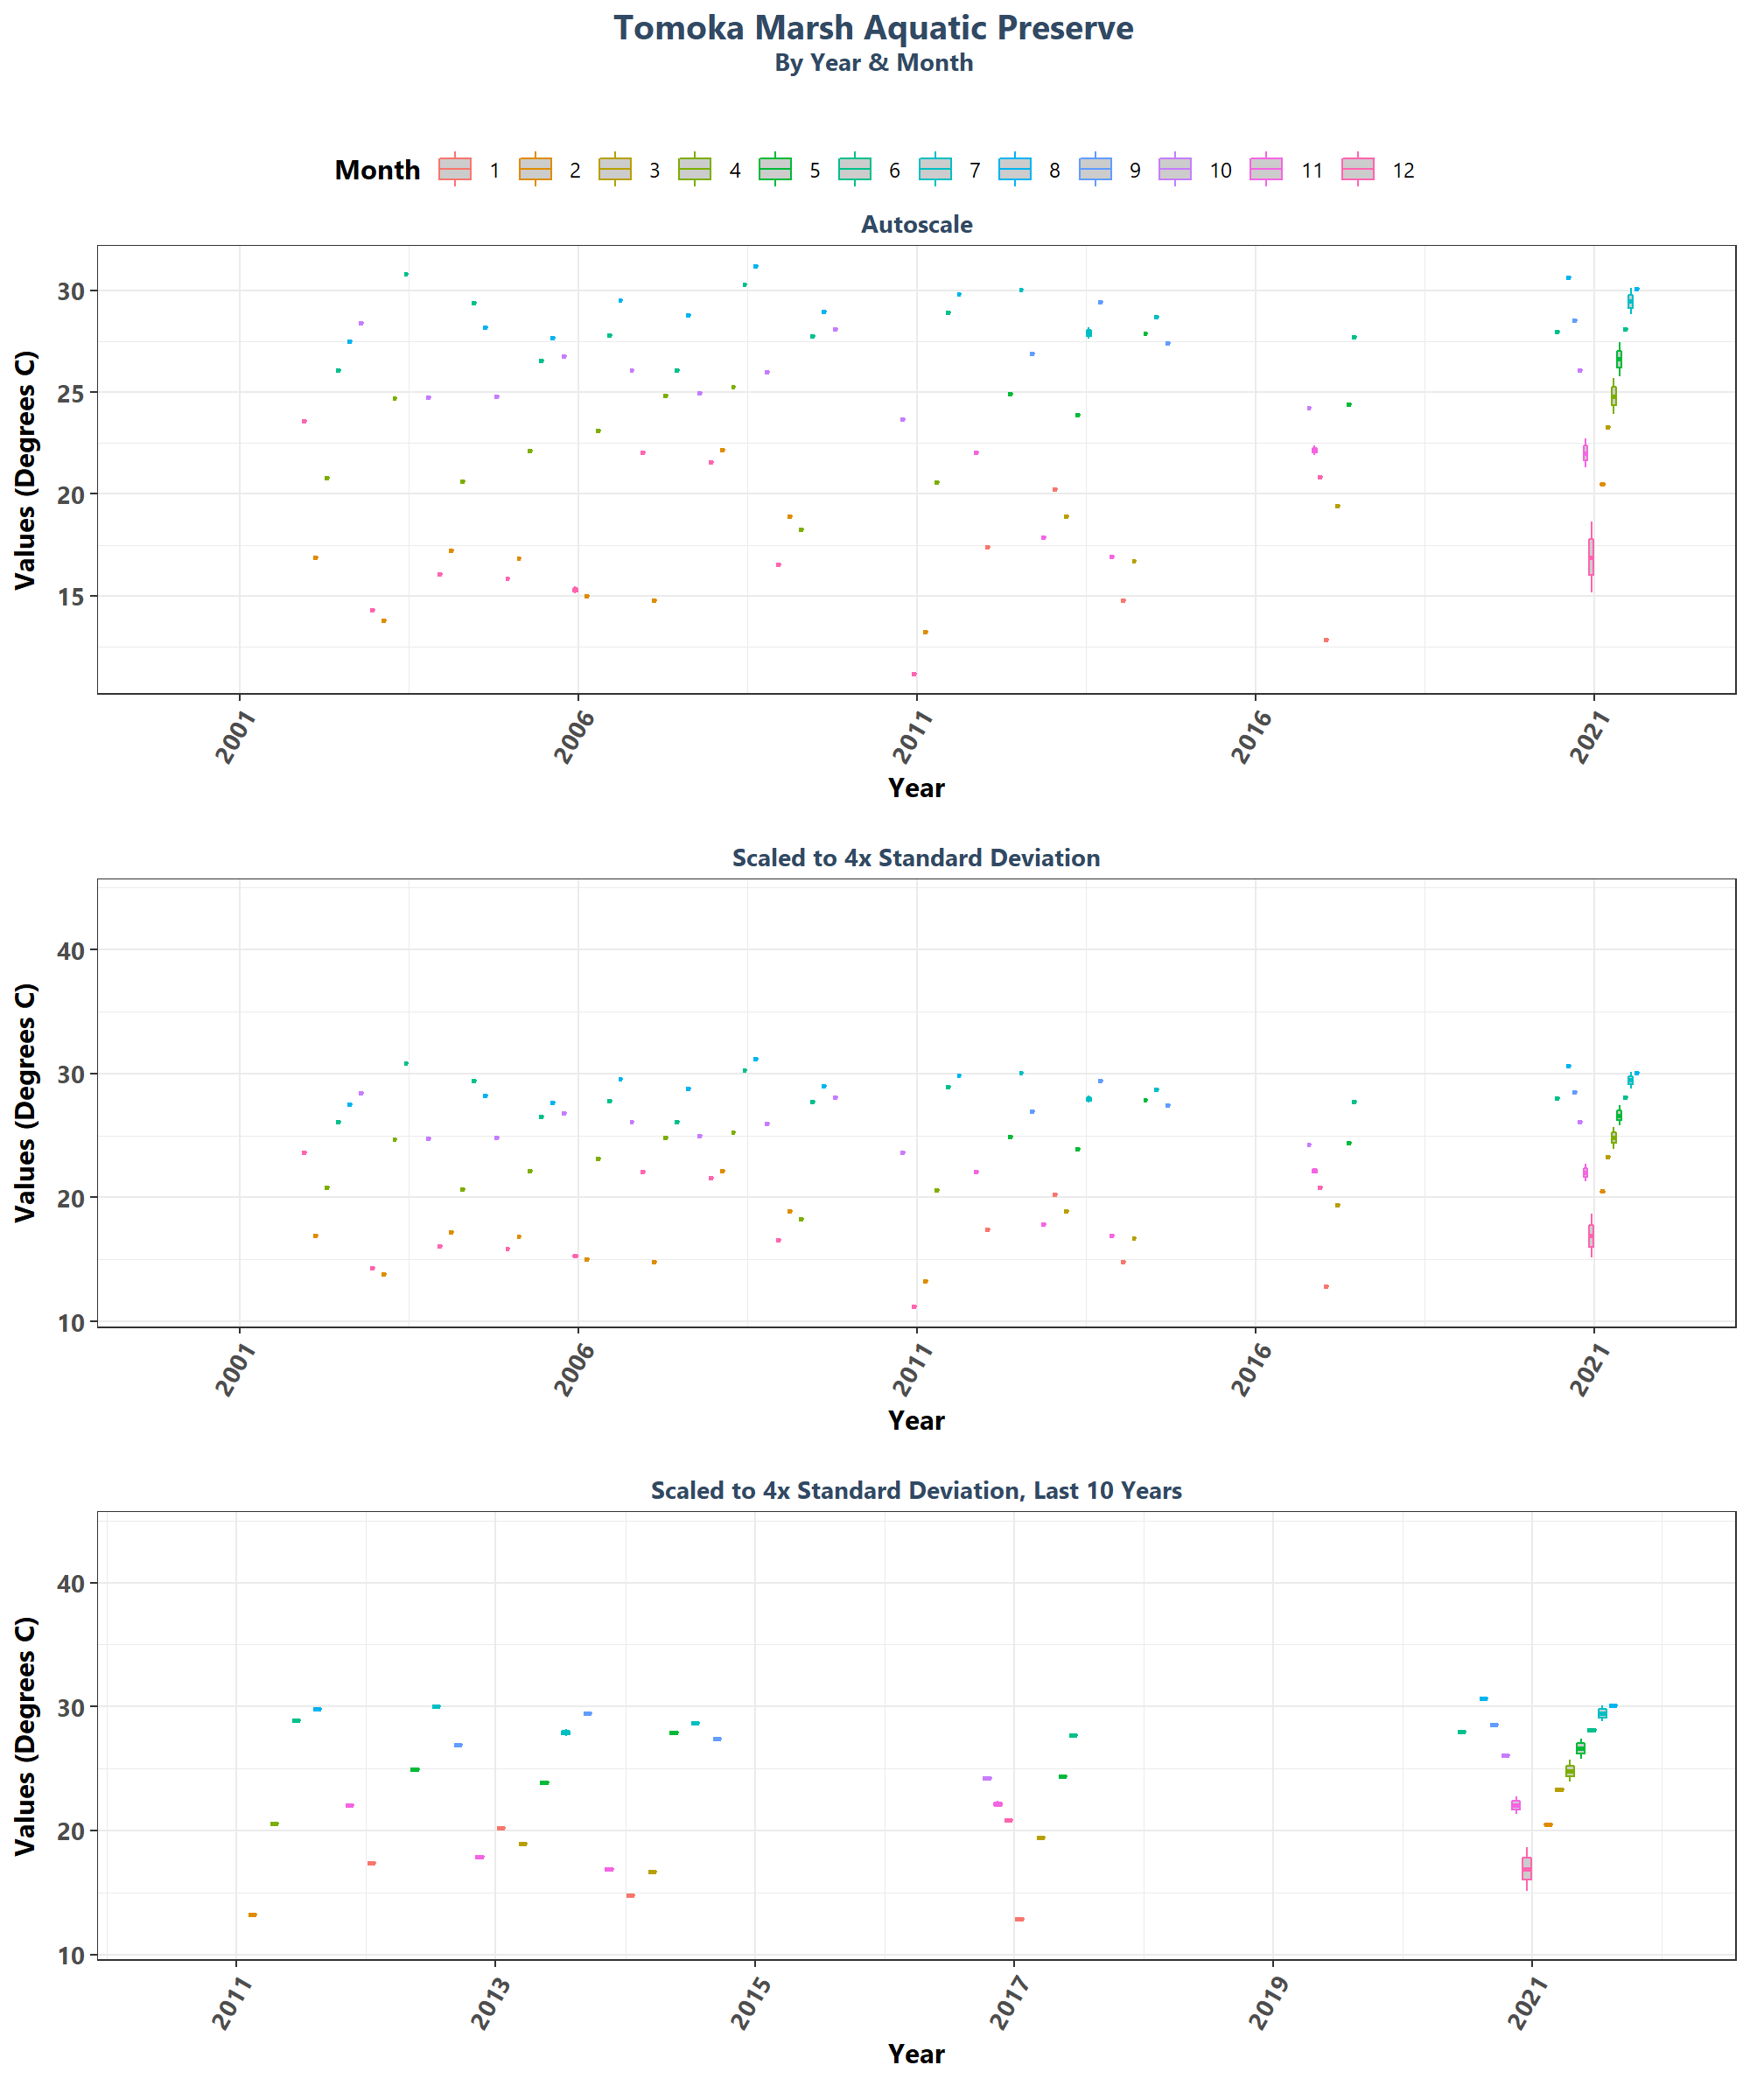 Tomoka Marsh Aquatic Preserve
By Year & Month
Month 1 2 3 4 5 6 7 8 9 10 11 12
Autoscale
Values (Degrees C)
30
25
20
15
2001 2006 2011 2016 2021
Year
Scaled to 4x Standard Deviation
Values (Degrees C)
40
30
20
10
2001 2006 2011 2016 2021
Year
Scaled to 4x Standard Deviation, Last 10 Years
Values (Degrees C)
40
30
20
10
2011 2013 2015 2017 2019 2021
Year